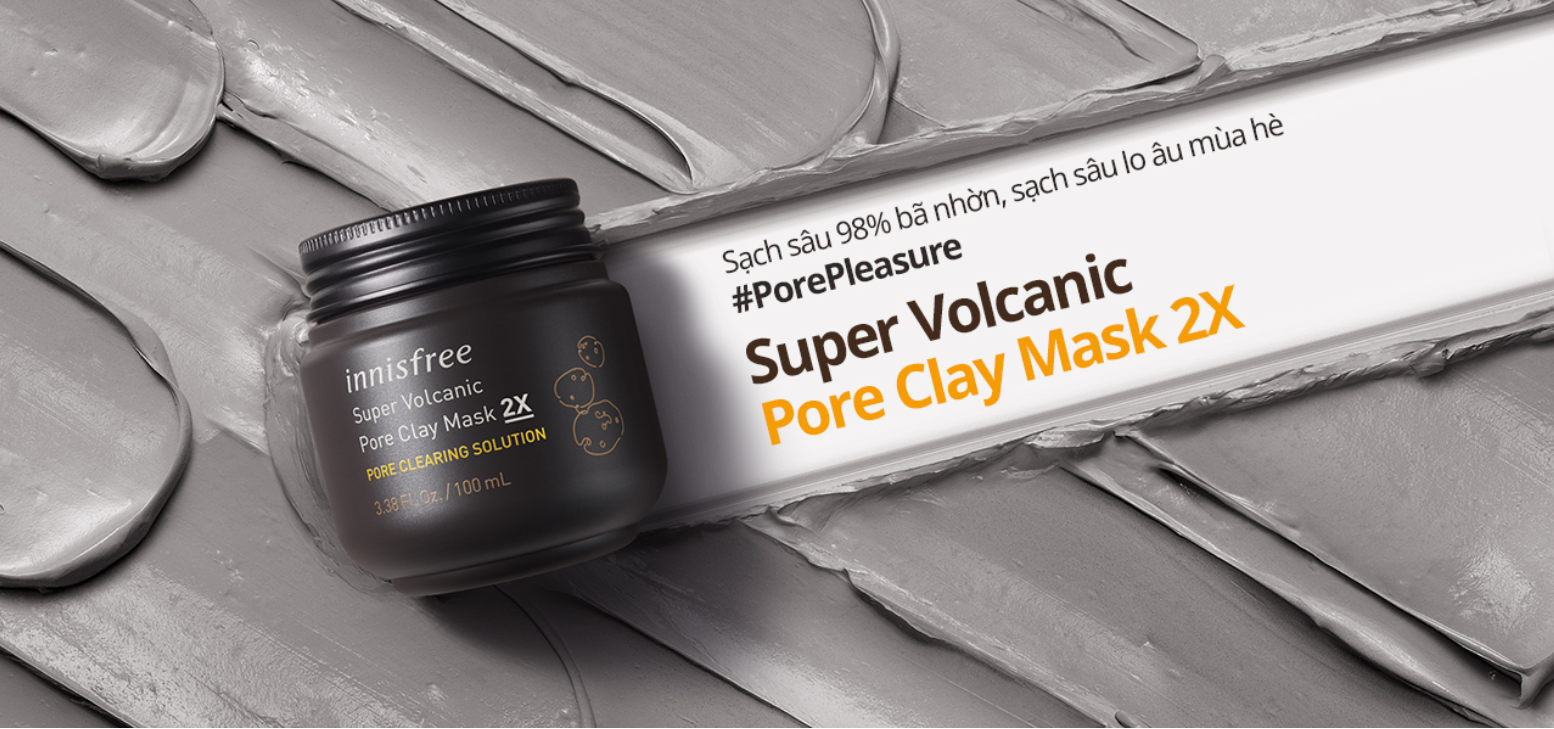 innisfree
Super Volcanic
Pore Clay Mask 2X
PORE CLEARING SOLUTION
3.38 FL.Oz. / 100 mL
Sạch sâu 98% bã nhờn, sạch sâu lo âu mùa hè
#PorePleasure
Super Volcanic
Pore Clay Mask 2X